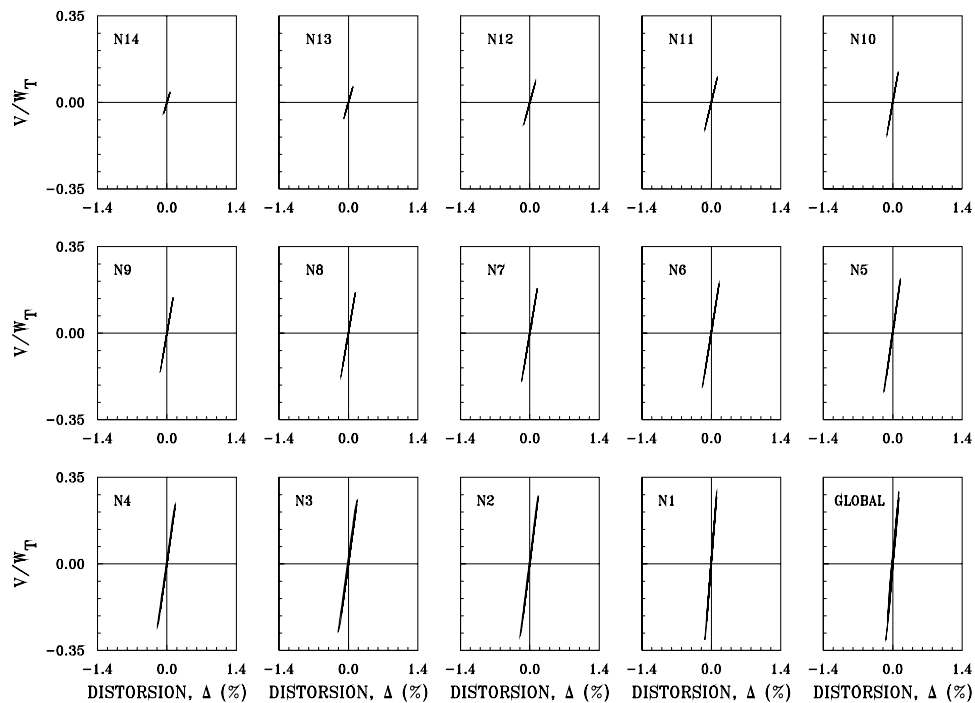 0.35
N14 N13 N12 N11 N10
V/W_T
0.00
−0.35
−1.4 0.0 1.4 −1.4 0.0 1.4 −1.4 0.0 1.4 −1.4 0.0 1.4 −1.4 0.0 1.4
0.35
N9 N8 N7 N6 N5
V/W_T
0.00
−0.35
−1.4 0.0 1.4 −1.4 0.0 1.4 −1.4 0.0 1.4 −1.4 0.0 1.4 −1.4 0.0 1.4
0.35
N4 N3 N2 N1 GLOBAL
V/W_T
0.00
−0.35
−1.4 0.0 1.4 −1.4 0.0 1.4 −1.4 0.0 1.4 −1.4 0.0 1.4 −1.4 0.0 1.4
DISTORSION, Δ (%) DISTORSION, Δ (%) DISTORSION, Δ (%) DISTORSION, Δ (%) DISTORSION, Δ (%)